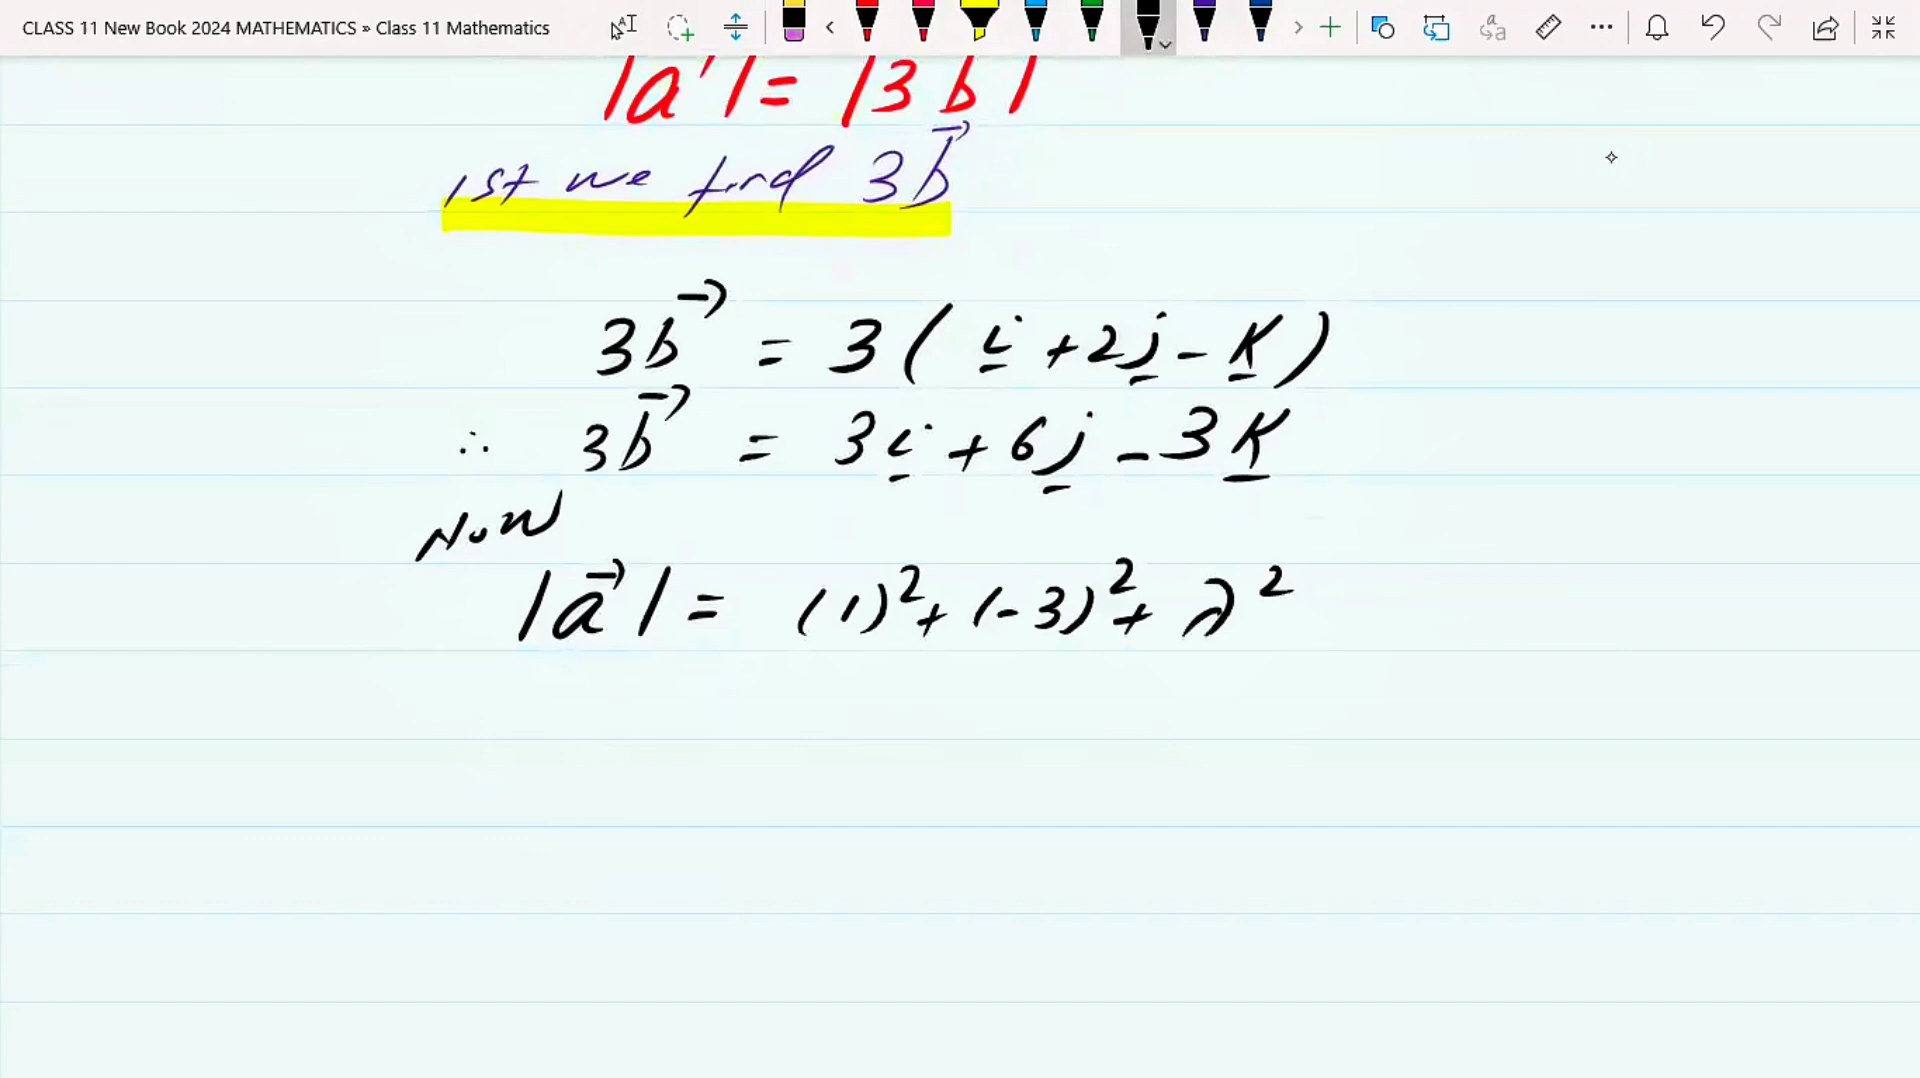 CLASS 11 New Book 2024 MATHEMATICS » Class 11 Mathematics
|a⃗| = |3b⃗|
1st we find 3b⃗
3b⃗ = 3(i + 2j - k)
∴ 3b⃗ = 3i + 6j - 3k
Now
|a⃗| = (1)² + (-3)² + λ²